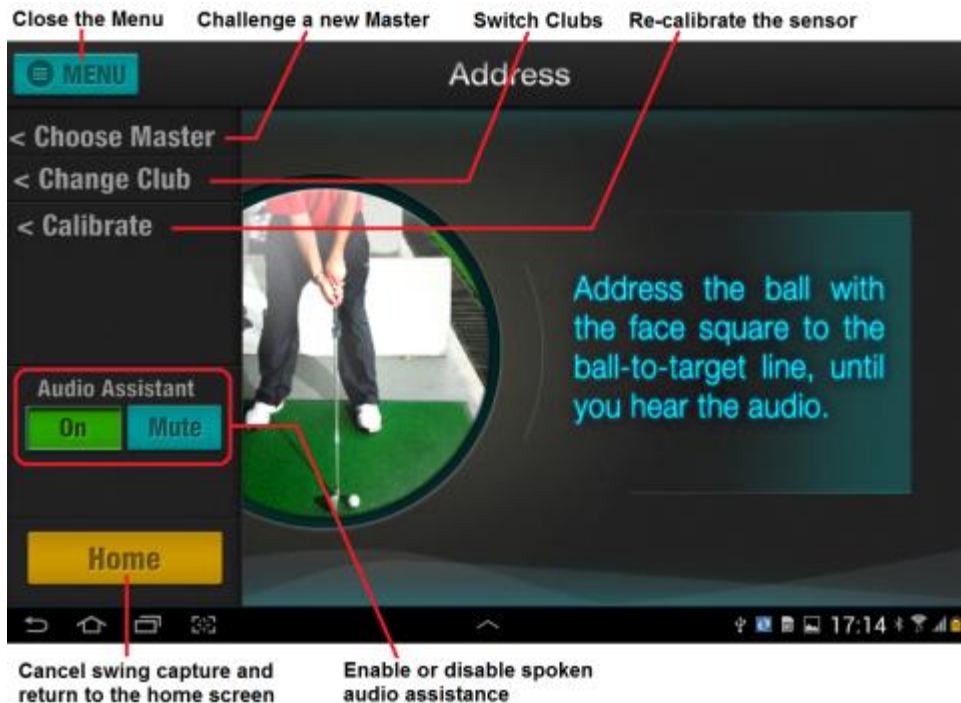 Close the Menu
Challenge a new Master
Switch Clubs
Re-calibrate the sensor
MENU
Address
< Choose Master
< Change Club
< Calibrate
Address the ball with
the face square to the
ball-to-target line, until
you hear the audio.
Audio Assistant
On
Mute
Home
17:14
Cancel swing capture and
return to the home screen
Enable or disable spoken
audio assistance